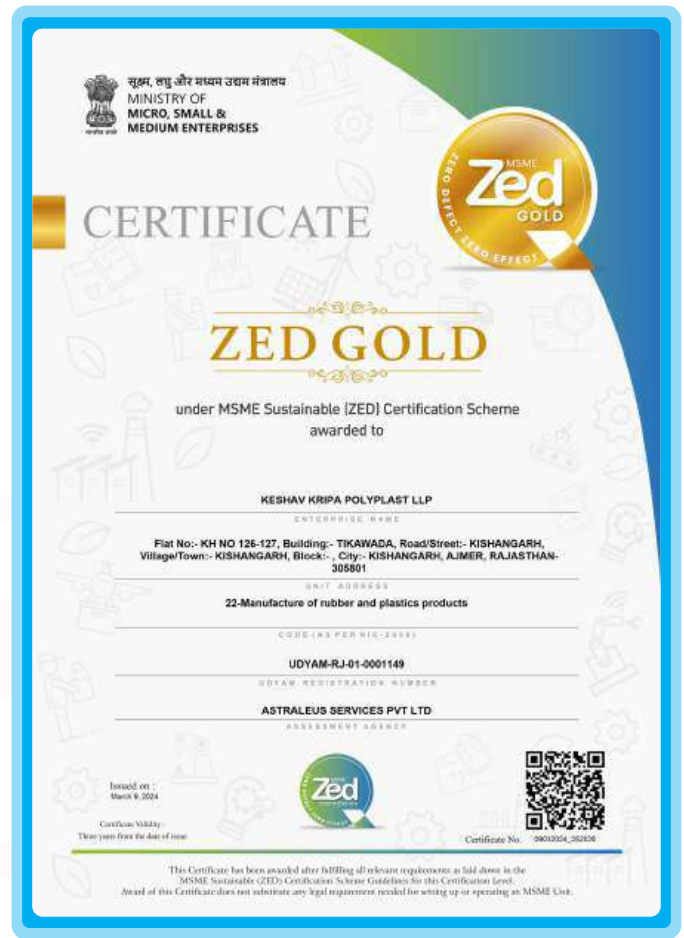 सूक्ष्म, लघु और मध्यम उद्यम मंत्रालय
MINISTRY OF
MICRO, SMALL &
MEDIUM ENTERPRISES
MSME
Zed
GOLD
ZERO DEFECT ZERO EFFECT
CERTIFICATE
ZED GOLD
under MSME Sustainable (ZED) Certification Scheme
awarded to
KESHAV KRIPA POLYPLAST LLP
ENTERPRISE NAME
Flat No:- KH NO 126-127, Building:- TIKAWADA, Road/Street:- KISHANGARH,
Village/Town:- KISHANGARH, Block:- , City:- KISHANGARH, AJMER, RAJASTHAN-
305801
UNIT ADDRESS
22-Manufacture of rubber and plastics products
CODE (AS PER NIC-2008)
UDYAM-RJ-01-0001149
UDYAM REGISTRATION NUMBER
ASTRALEUS SERVICES PVT LTD
ASSESSMENT AGENCY
Issued on :
March 9, 2024
Certificate Validity :
Three years from the date of issue
Zed
Certificate No.
This Certificate has been awarded after fulfilling all relevant requirements as laid down in the
MSME Sustainable (ZED) Certification Scheme Guidelines for this Certification Level.
Award of this Certificate does not substitute any legal requirement needed for setting up or operating an MSME Unit.